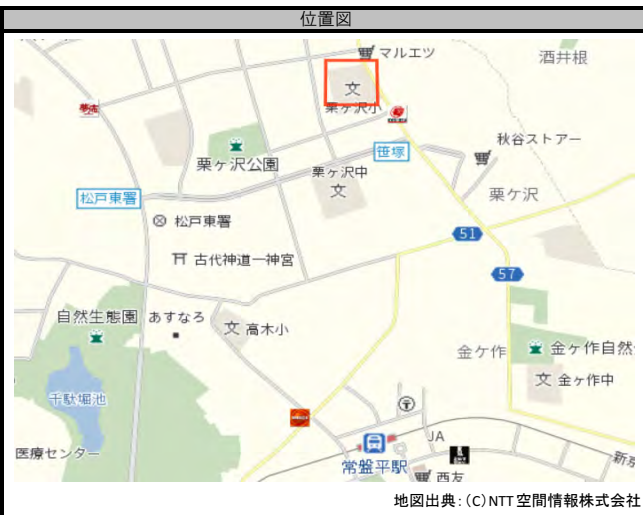 位置図
マルエツ
酒井根
文
栗ケ沢小
秋谷ストアー
笹塚
栗ヶ沢公園
栗ヶ沢中
文
栗ケ沢
松戸東署
松戸東署
51
古代神道一神宮
57
自然生態園
あすなろ
文 高木小
金ケ作
金ヶ作自然
文 金ヶ作中
千駄堀池
JA
医療センター
常盤平駅
西友
地図出典:(C)NTT空間情報株式会社